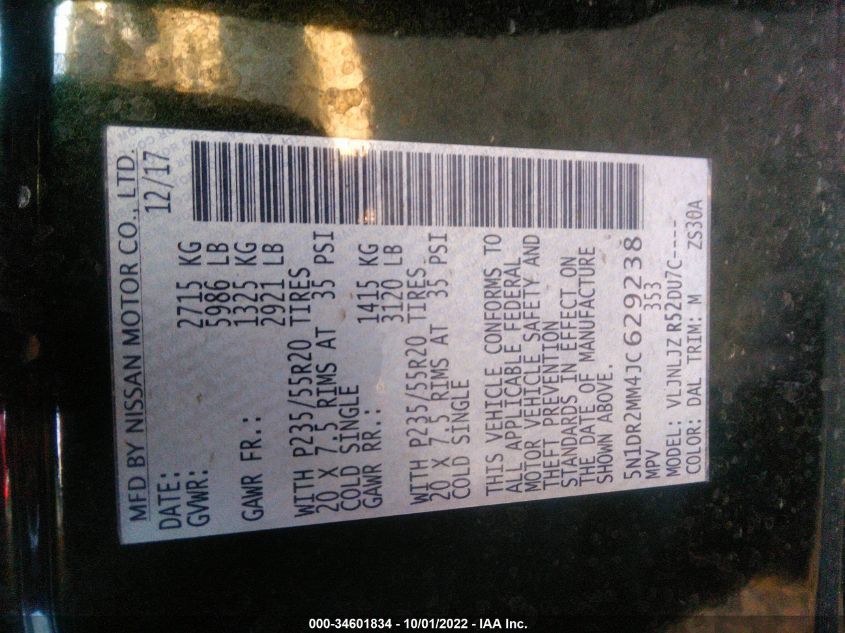 MFD BY NISSAN MOTOR CO., LTD.
DATE: 12/17
GVWR: 2715 KG
5986 LB
GAWR FR.: 1325 KG
2921 LB
WITH P235/55R20 TIRES
20 X 7.5 RIMS AT 35 PSI
COLD SINGLE
GAWR RR.: 1415 KG
3120 LB
WITH P235/55R20 TIRES
20 X 7.5 RIMS AT 35 PSI
COLD SINGLE
THIS VEHICLE CONFORMS TO
ALL APPLICABLE FEDERAL
MOTOR VEHICLE SAFETY AND
THEFT PREVENTION
STANDARDS IN EFFECT ON
THE DATE OF MANUFACTURE
SHOWN ABOVE.
5N1DR2MM4JC629238
MPV 353
MODEL: VLJNLJZ R52DU7C----
COLOR: DAL TRIM: M ZS30A
000-34601834 - 10/01/2022 - IAA Inc.